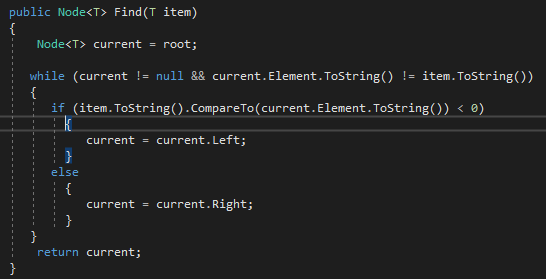 public Node<T> Find(T item)
{
Node<T> current = root;
while (current != null && current.Element.ToString() != item.ToString())
{
if (item.ToString().CompareTo(current.Element.ToString()) < 0)
{
current = current.Left;
}
else
{
current = current.Right;
}
}
return current;
}